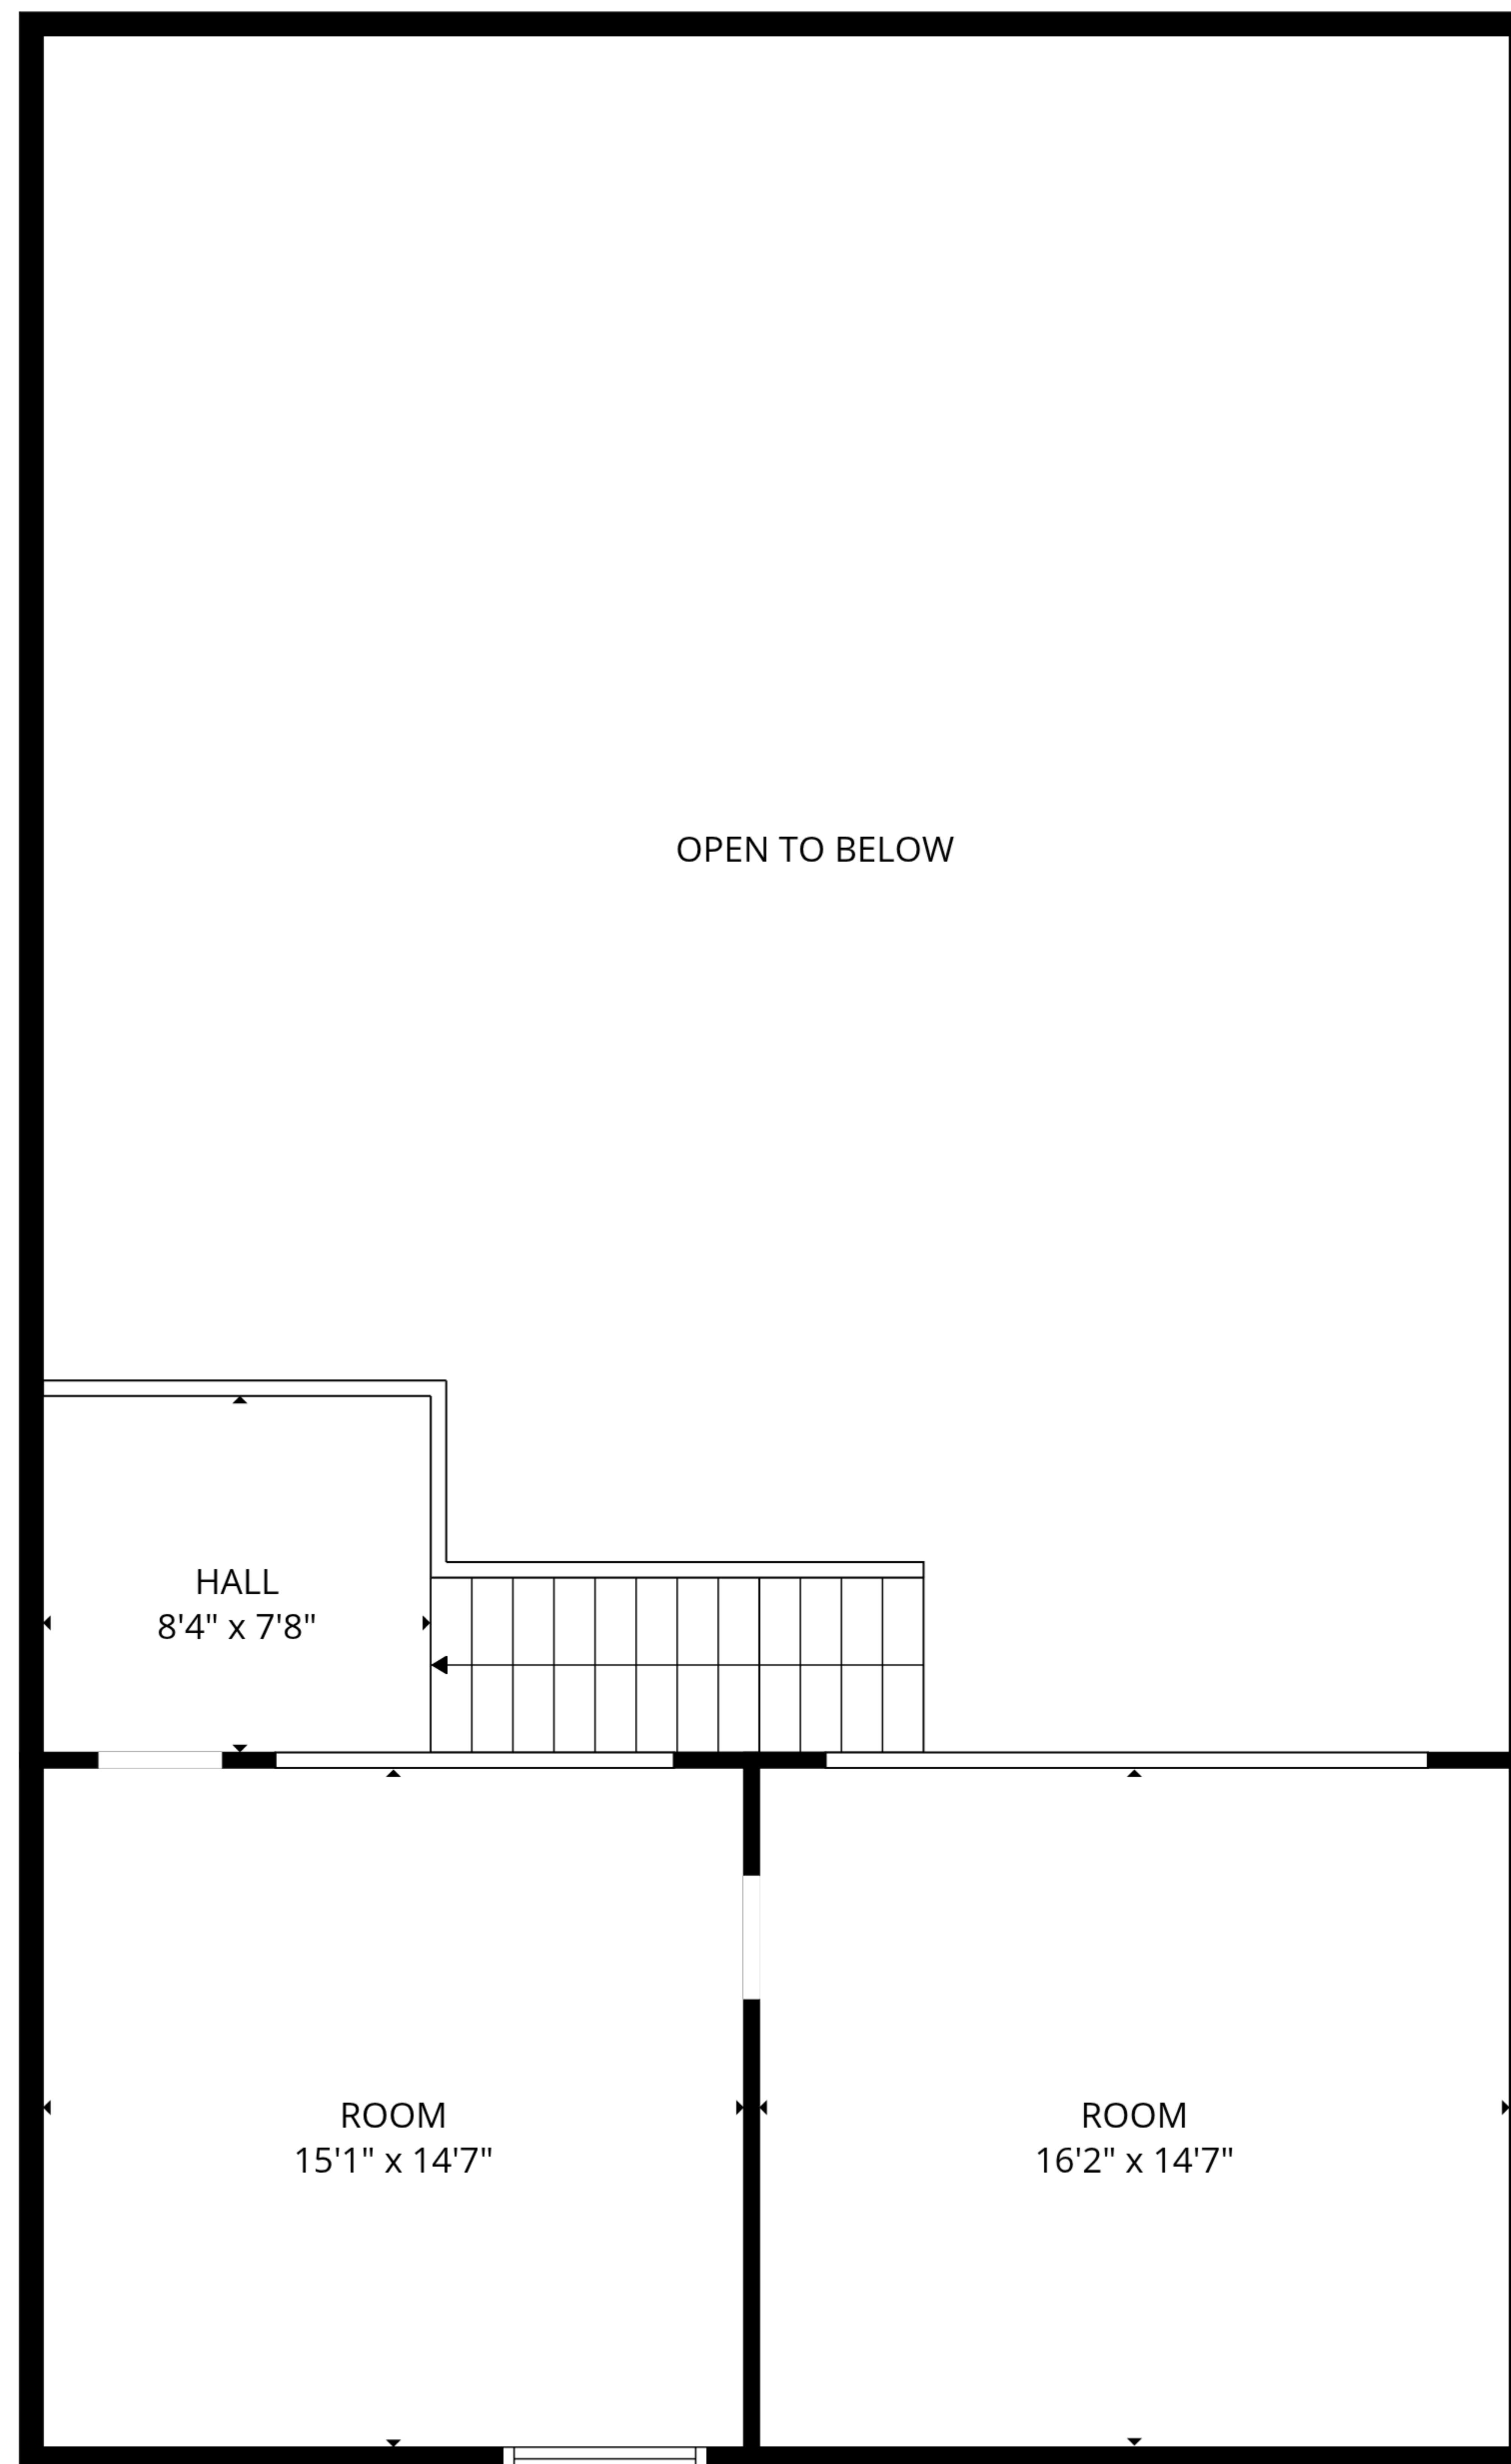 OPEN TO BELOW
HALL
8'4" x 7'8"
ROOM
15'1" x 14'7"
ROOM
16'2" x 14'7"